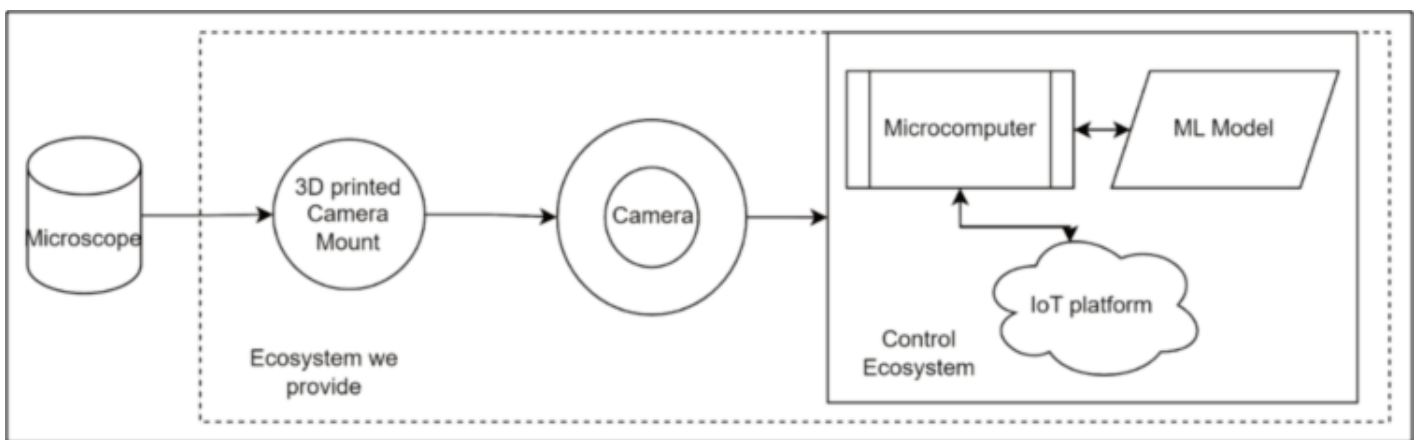 Microscope
3D printed
Camera
Mount
Camera
Microcomputer
ML Model
IoT platform
Control
Ecosystem
Ecosystem we
provide